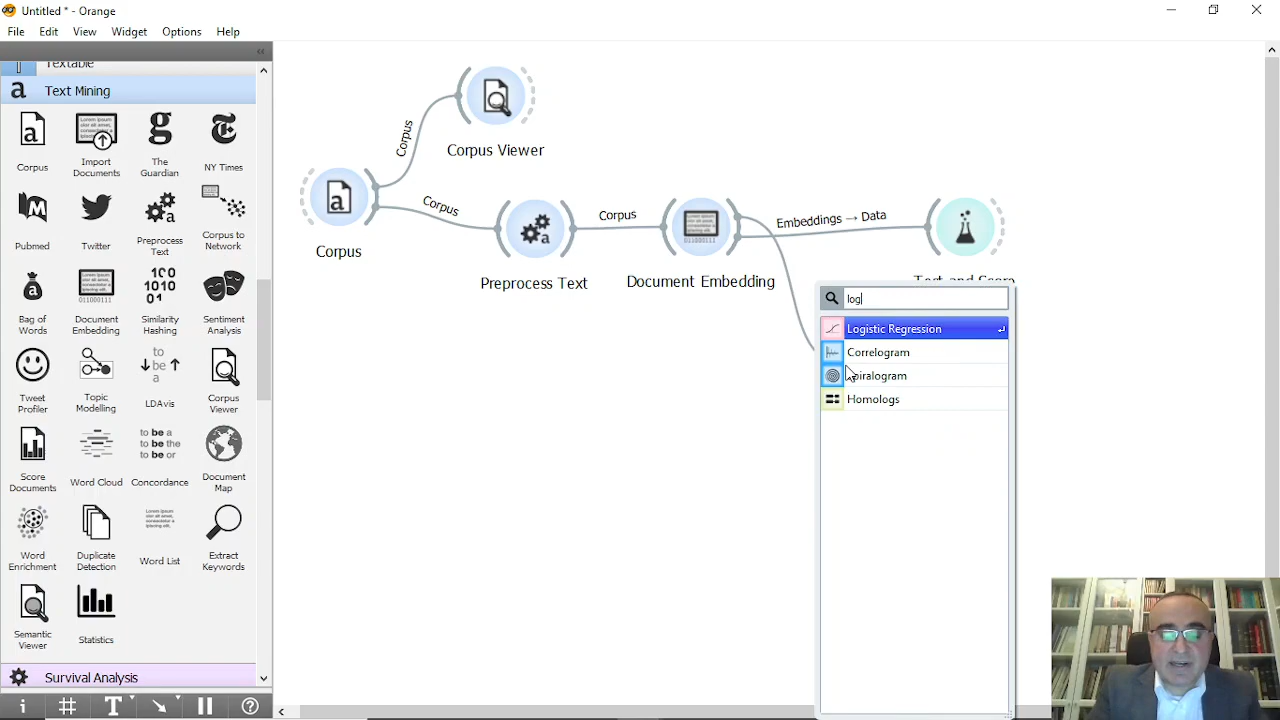 Untitled * - Orange
File Edit View Widget Options Help
Textable
Text Mining
Corpus
Import Documents
The Guardian
NY Times
Pubmed
Twitter
Preprocess Text
Corpus to Network
Bag of Words
Document Embedding
Similarity Hashing
Sentiment Analysis
Tweet Profiler
Topic Modelling
LDAvis
Corpus Viewer
Score Documents
Word Cloud
Concordance
Document Map
Word Enrichment
Duplicate Detection
Word List
Extract Keywords
Semantic Viewer
Statistics
Survival Analysis
Corpus
Corpus Viewer
Corpus
Corpus
Preprocess Text
Corpus
Document Embedding
Embeddings → Data
Test and Score
log
Logistic Regression
Correlogram
Homologs